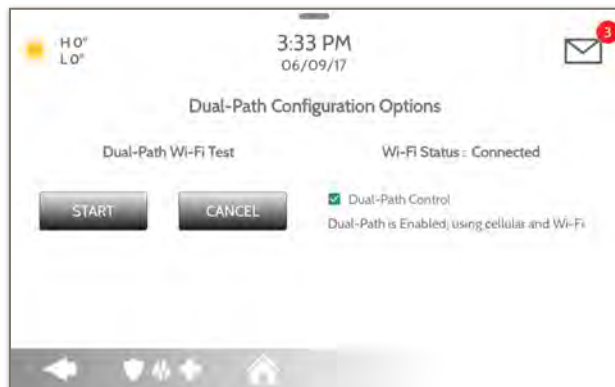 H 0°
L 0°
3:33 PM
06/09/17
3
Dual-Path Configuration Options
Dual-Path Wi-Fi Test
Wi-Fi Status : Connected
START
CANCEL
Dual-Path Control
Dual-Path is Enabled, using cellular and Wi-Fi